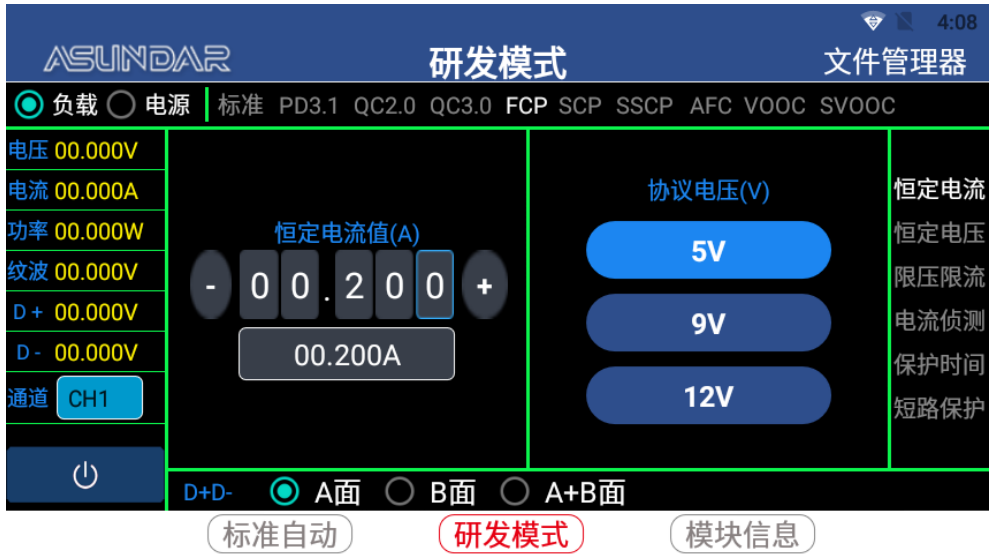 4:08
ASUNDAR 研发模式 文件管理器
负载 电源 标准 PD3.1 QC2.0 QC3.0 FCP SCP SSCP AFC VOOC SVOOC
电压 00.000V
电流 00.000A
功率 00.000W
纹波 00.000V
D+ 00.000V
D- 00.000V
通道 CH1
恒定电流值(A)
- 0 0 . 2 0 0 +
00.200A
协议电压(V)
5V
9V
12V
恒定电流
恒定电压
限压限流
电流侦测
保护时间
短路保护
D+D- A面 B面 A+B面
标准自动 研发模式 模块信息